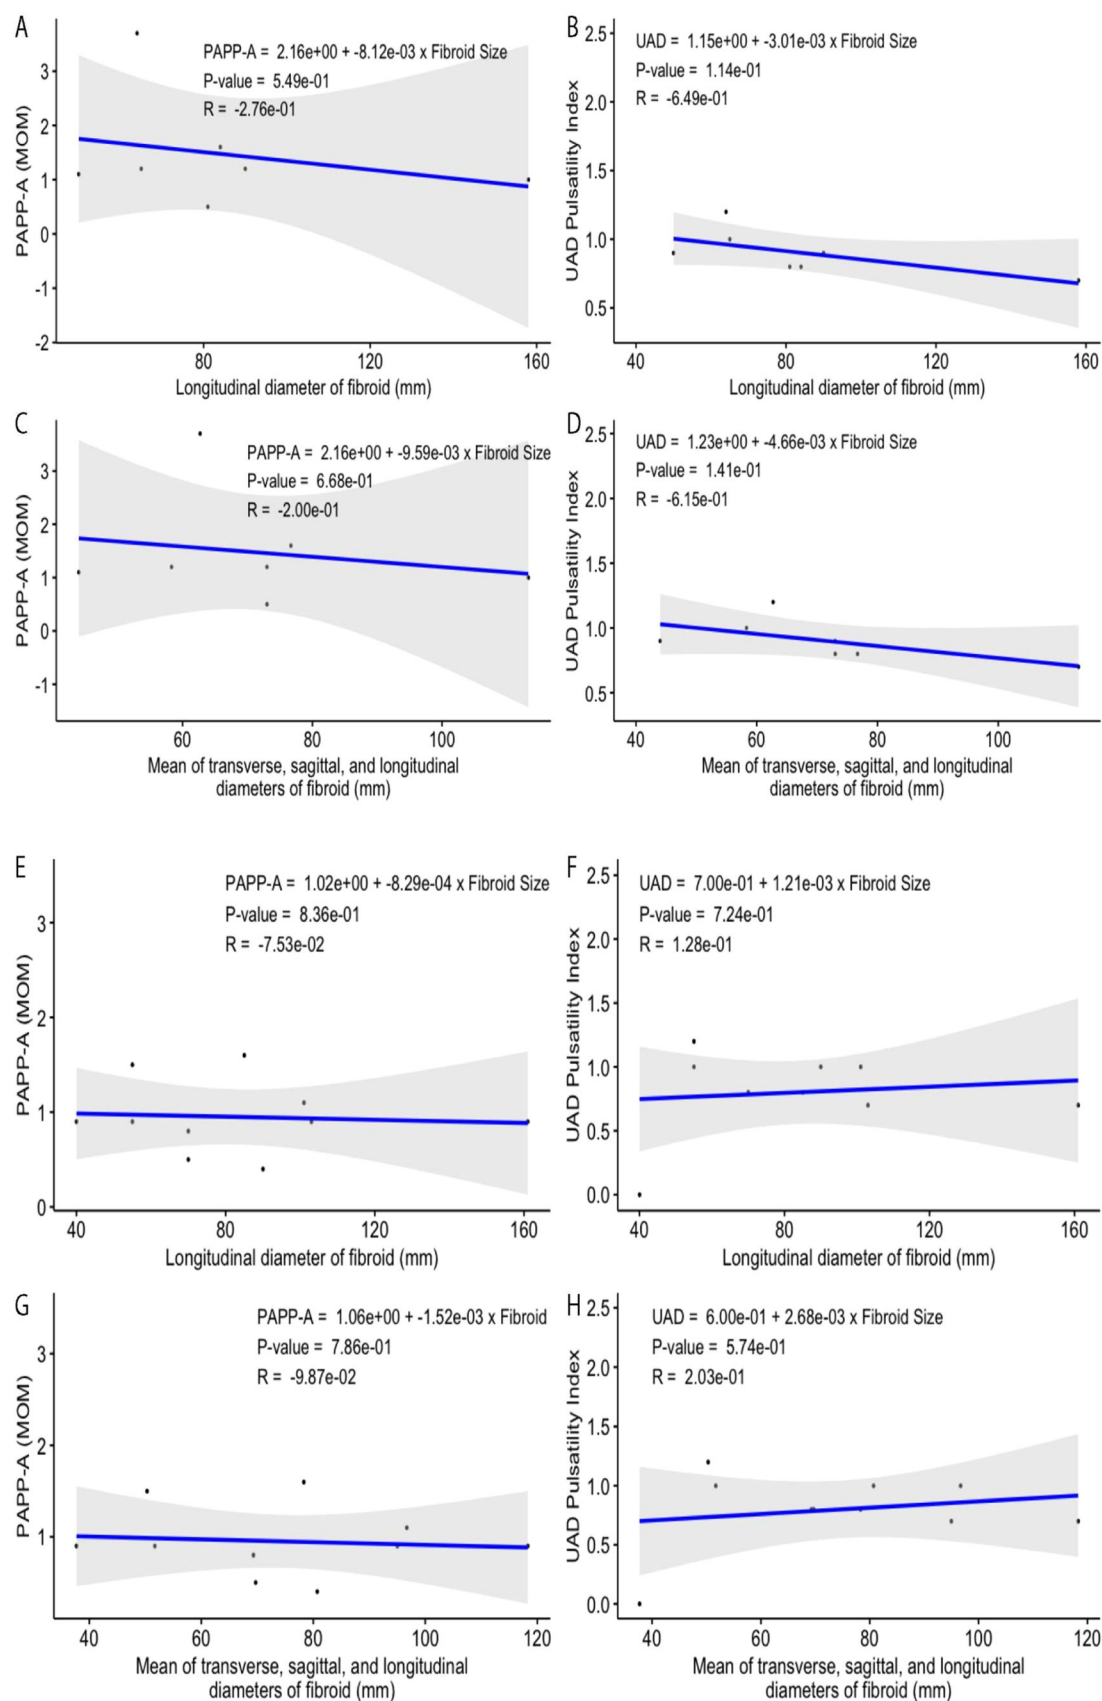 A
PAPP-A = 2.16e+00 + -8.12e-03 x Fibroid Size
P-value = 5.49e-01
R = -2.76e-01
PAPP-A (MOM)
3
2
1
0
-1
-2
80
120
160
Longitudinal diameter of fibroid (mm)
B
UAD = 1.15e+00 + -3.01e-03 x Fibroid Size
P-value = 1.14e-01
R = -6.49e-01
UAD Pulsatility Index
2.5
2.0
1.5
1.0
0.5
40
80
120
160
Longitudinal diameter of fibroid (mm)
C
PAPP-A = 2.16e+00 + -9.59e-03 x Fibroid Size
P-value = 6.68e-01
R = -2.00e-01
PAPP-A (MOM)
3
2
1
0
-1
60
80
100
Mean of transverse, sagittal, and longitudinal
diameters of fibroid (mm)
D
UAD = 1.23e+00 + -4.66e-03 x Fibroid Size
P-value = 1.41e-01
R = -6.15e-01
UAD Pulsatility Index
2.5
2.0
1.5
1.0
0.5
40
60
80
100
Mean of transverse, sagittal, and longitudinal
diameters of fibroid (mm)
E
PAPP-A = 1.02e+00 + -8.29e-04 x Fibroid Size
P-value = 8.36e-01
R = -7.53e-02
PAPP-A (MOM)
3
2
1
0
40
80
120
160
Longitudinal diameter of fibroid (mm)
F
UAD = 7.00e-01 + 1.21e-03 x Fibroid Size
P-value = 7.24e-01
R = 1.28e-01
UAD Pulsatility Index
2.5
2.0
1.5
1.0
0.5
0.0
40
80
120
160
Longitudinal diameter of fibroid (mm)
G
PAPP-A = 1.06e+00 + -1.52e-03 x Fibroid
P-value = 7.86e-01
R = -9.87e-02
PAPP-A (MOM)
3
2
1
40
60
80
100
120
Mean of transverse, sagittal, and longitudinal
diameters of fibroid (mm)
H
UAD = 6.00e-01 + 2.68e-03 x Fibroid Size
P-value = 5.74e-01
R = 2.03e-01
UAD Pulsatility Index
2.5
2.0
1.5
1.0
0.5
0.0
40
60
80
100
120
Mean of transverse, sagittal, and longitudinal
diameters of fibroid (mm)